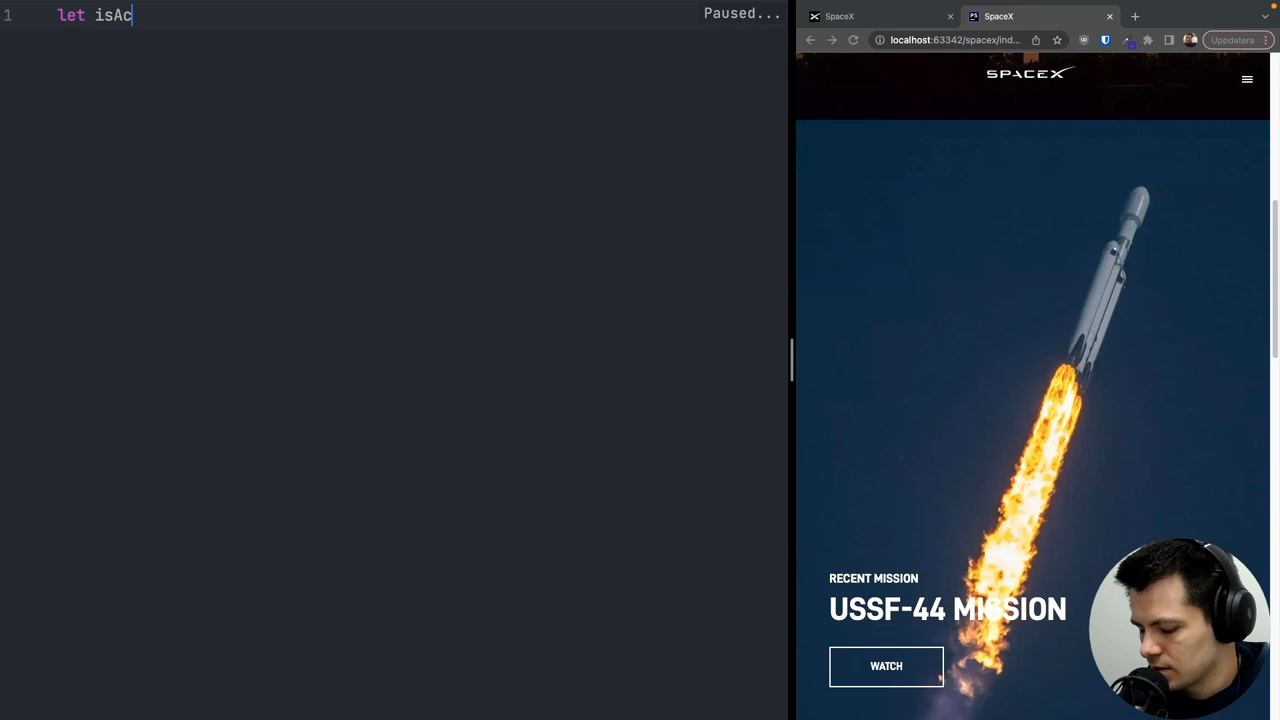 1 let isAc
Paused...
SpaceX
SpaceX
localhost:63342/spacex/ind...
Uppdatera
SPACEX
RECENT MISSION
USSF-44 MISSION
WATCH